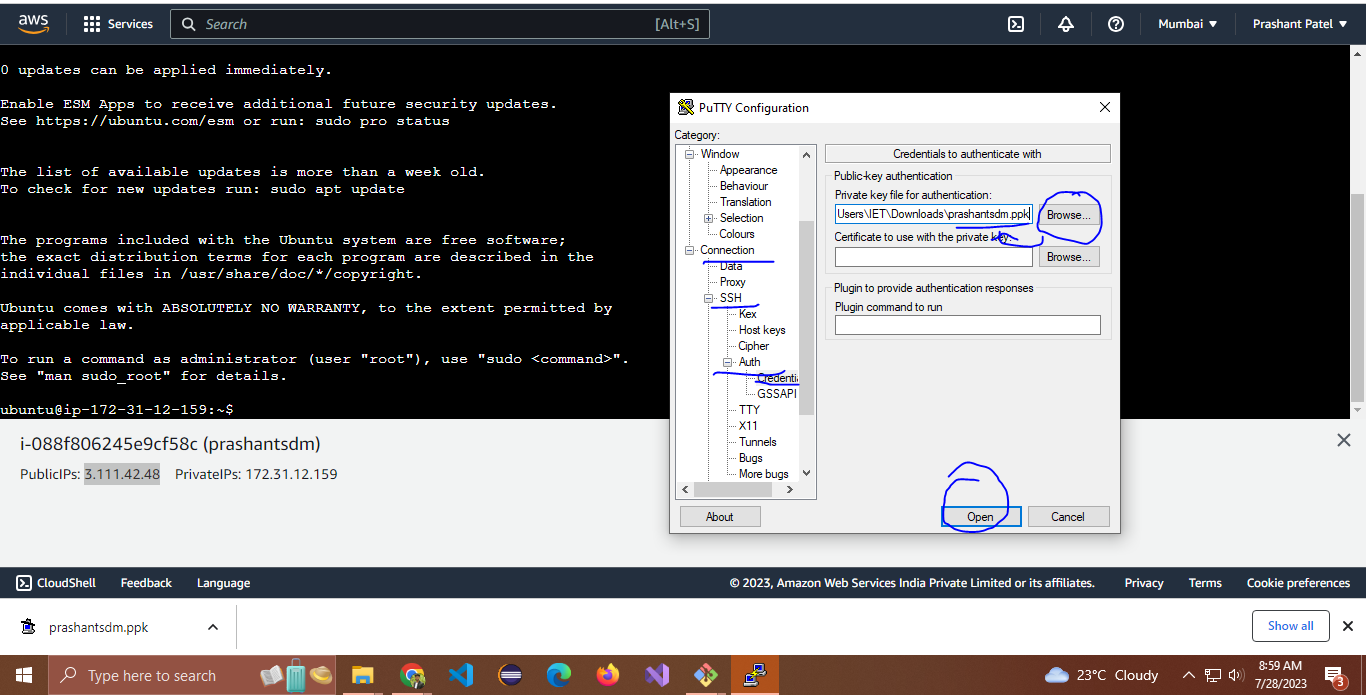 aws
Services
Search
[Alt+S]
Mumbai
Prashant Patel
0 updates can be applied immediately.
Enable ESM Apps to receive additional future security updates.
See https://ubuntu.com/esm or run: sudo pro status
The list of available updates is more than a week old.
To check for new updates run: sudo apt update
The programs included with the Ubuntu system are free software;
the exact distribution terms for each program are described in the
individual files in /usr/share/doc/*/copyright.
Ubuntu comes with ABSOLUTELY NO WARRANTY, to the extent permitted by
applicable law.
To run a command as administrator (user "root"), use "sudo <command>".
See "man sudo_root" for details.
ubuntu@ip-172-31-12-159:~$
PuTTY Configuration
Category:
Window
Appearance
Behaviour
Translation
Selection
Colours
Connection
Data
Proxy
SSH
Kex
Host keys
Cipher
Auth
Credenti
GSSAPI
TTY
X11
Tunnels
Bugs
More bugs
Credentials to authenticate with
Public-key authentication
Private key file for authentication:
Users\IET\Downloads\prashantsdm.ppk
Browse...
Certificate to use with the private key:
Browse...
Plugin to provide authentication responses
Plugin command to run
About
Open
Cancel
i-088f806245e9cf58c (prashantsdm)
PublicIPs: 3.111.42.48 PrivateIPs: 172.31.12.159
CloudShell
Feedback
Language
© 2023, Amazon Web Services India Private Limited or its affiliates.
Privacy
Terms
Cookie preferences
prashantsdm.ppk
Show all
Type here to search
23°C Cloudy
8:59 AM
7/28/2023
3